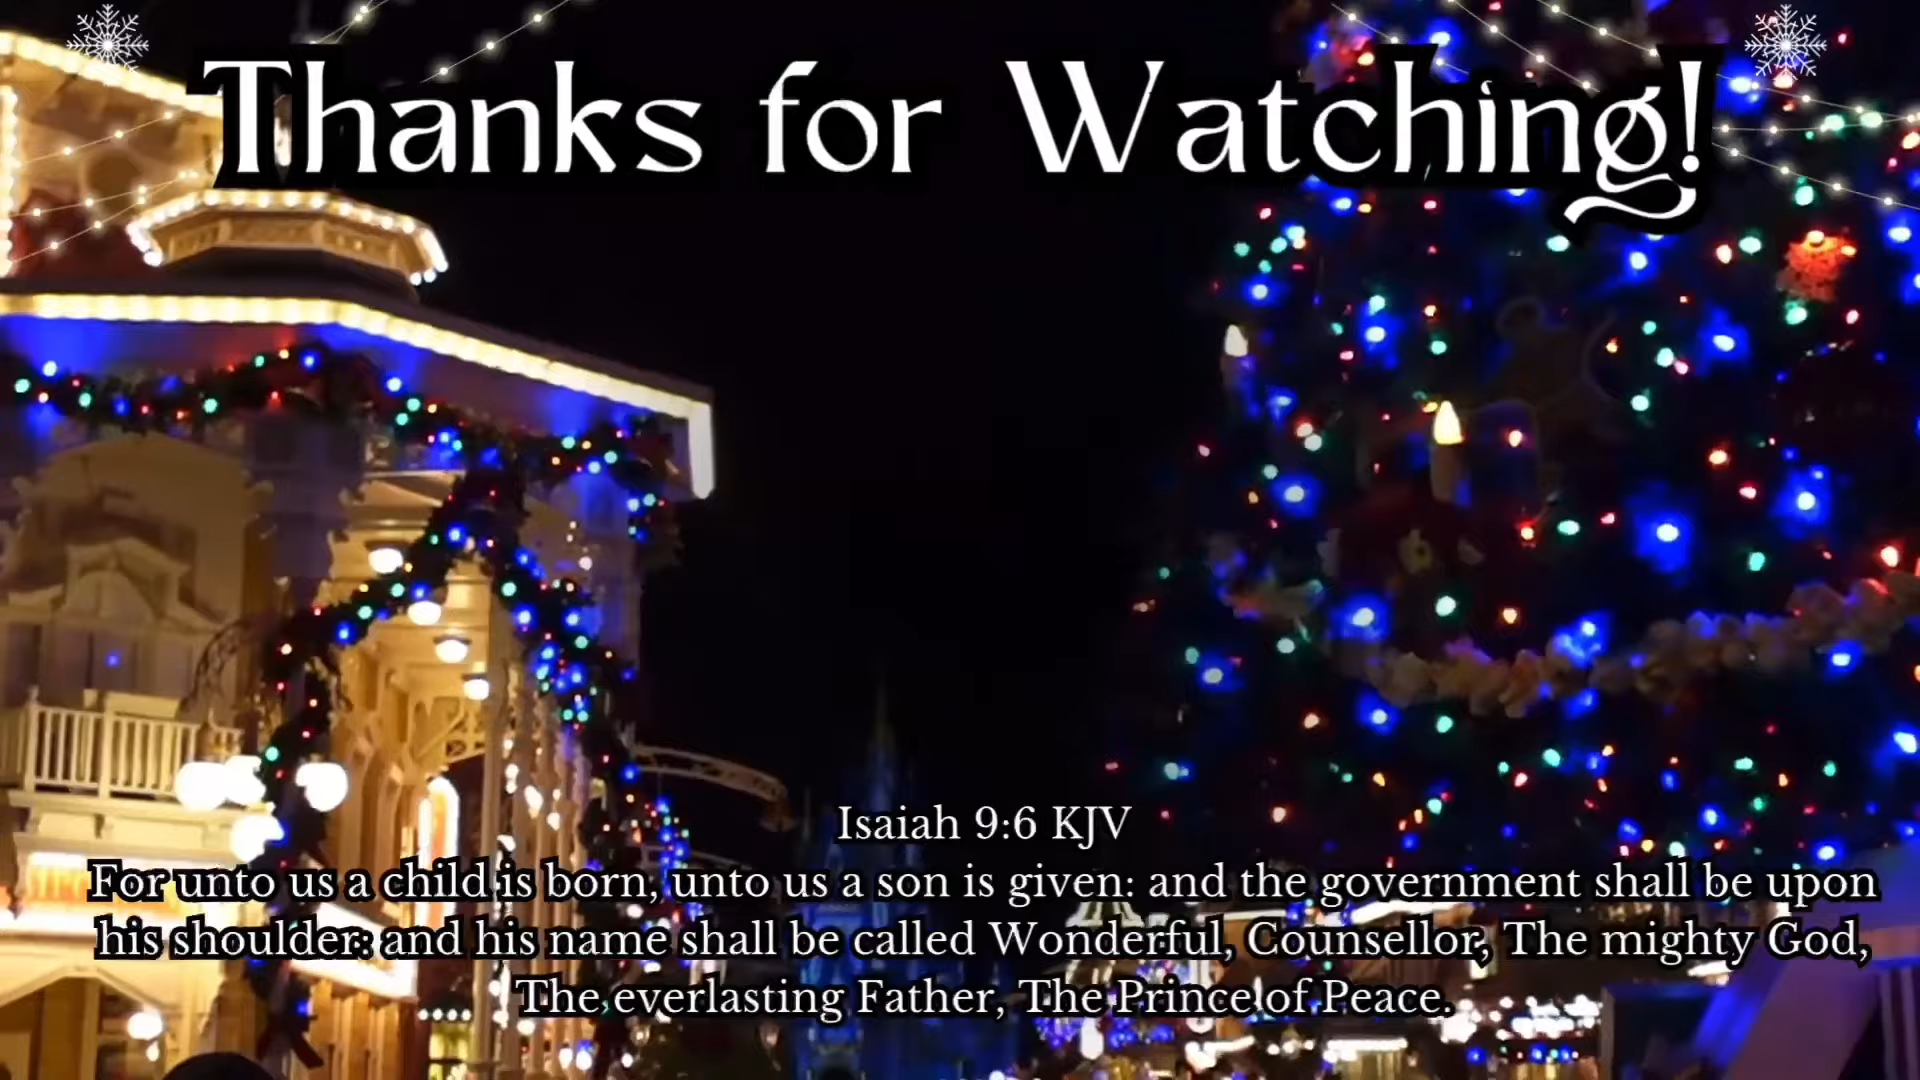 Thanks for Watching!
Isaiah 9:6 KJV
For unto us a child is born, unto us a son is given: and the government shall be upon
his shoulder: and his name shall be called Wonderful, Counsellor, The mighty God,
The everlasting Father, The Prince of Peace.